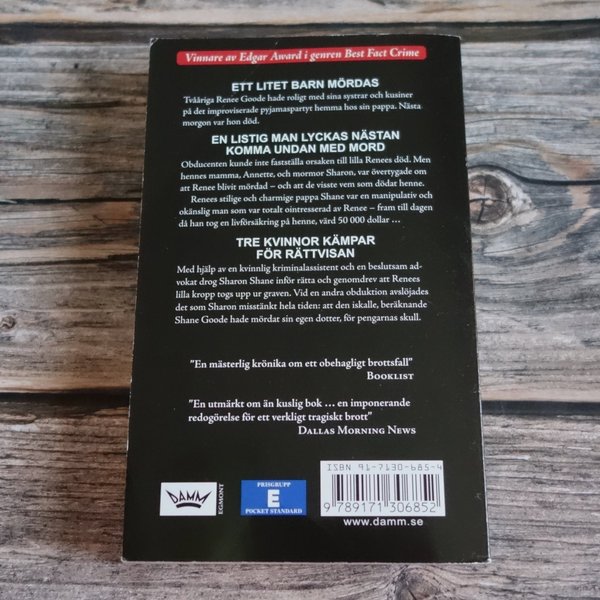 Vinnare av Edgar Award i genren Best Fact Crime
ETT LITET BARN MÖRDAS
Tvååriga Renee Goode hade roligt med sina systrar och kusiner
på det improviserade pyjamaspartyt hemma hos sin pappa. Nästa
morgon var hon död.
EN LISTIG MAN LYCKAS NÄSTAN
KOMMA UNDAN MED MORD
Obducenten kunde inte fastställa orsaken till lilla Renees död. Men
hennes mamma, Annette, och mormor Sharon, var övertygade om
att Renee blivit mördad – och att de visste vem som dödat henne.
Renees stilige och charmige pappa Shane var en manipulativ och
okänslig man som var totalt ointresserad av Renee – fram till dagen
då han tog en livförsäkring på henne, värd 50 000 dollar ...
TRE KVINNOR KÄMPAR
FÖR RÄTTVISAN
Med hjälp av en kvinnlig kriminalassistent och en beslutsam ad-
vokat drog Sharon Shane inför rätta och genomdrev att Renees
lilla kropp togs upp ur graven. Vid en andra obduktion avslöjades
det som Sharon misstänkt hela tiden: att den iskalle, beräknande
Shane Goode hade mördat sin egen dotter, för pengarnas skull.
"En mästerlig krönika om ett obehagligt brottsfall"
BOOKLIST
"En utmärkt om än kuslig bok ... en imponerande
redogörelse för ett verkligt tragiskt brott"
DALLAS MORNING NEWS
ISBN 91-7130-685-4
DAMM
EGMONT
PRISGRUPP
E
POCKET STANDARD
9 789171 306852
www.damm.se